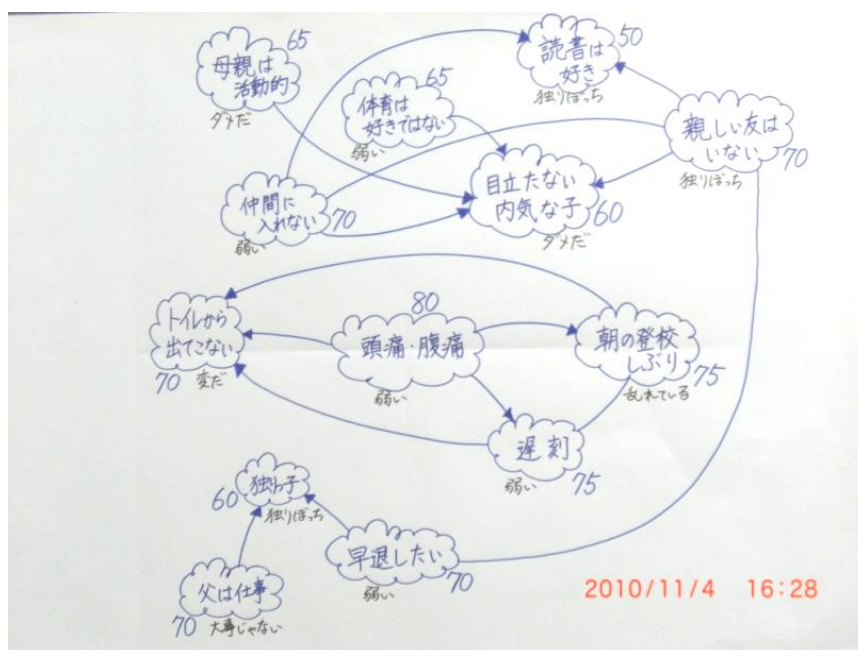 母親は
活動的
65
ダメだ
体育は
好きではない
65
弱い
読書は
好き
50
独りぼっち
親しい友は
いない
70
独りぼっち
仲間に
入れない
70
弱い
目立たない
内気な子
60
ダメだ
トイレから
出てこない
70
変だ
80
頭痛・腹痛
弱い
朝の登校
しぶり
75
乱れている
遅刻
弱い
75
60
独りっ子
独りぼっち
早退したい
弱い
70
父は仕事
70
大事じゃない
2010/11/4 16:28